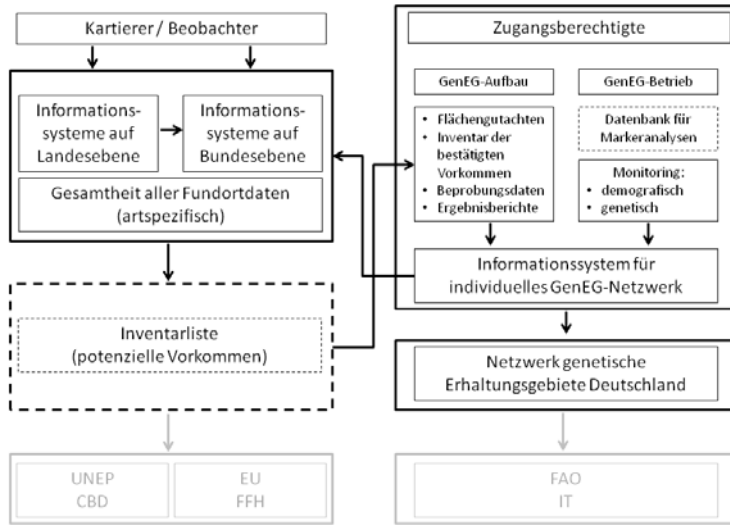 Kartierer / Beobachter
Informations-
systeme auf
Landesebene
Informations-
systeme auf
Bundesebene
Gesamtheit aller Fundortdaten
(artspezifisch)
Inventarliste
(potenzielle Vorkommen)
UNEP
CBD
EU
FFH
Zugangsberechtigte
GenEG-Aufbau
• Flächengutachten
• Inventar der
bestätigten
Vorkommen
• Beprobungsdaten
• Ergebnisberichte
GenEG-Betrieb
Datenbank für
Markeranalysen
Monitoring:
• demografisch
• genetisch
Informationssystem für
individuelles GenEG-Netzwerk
Netzwerk genetische
Erhaltungsgebiete Deutschland
FAO
IT